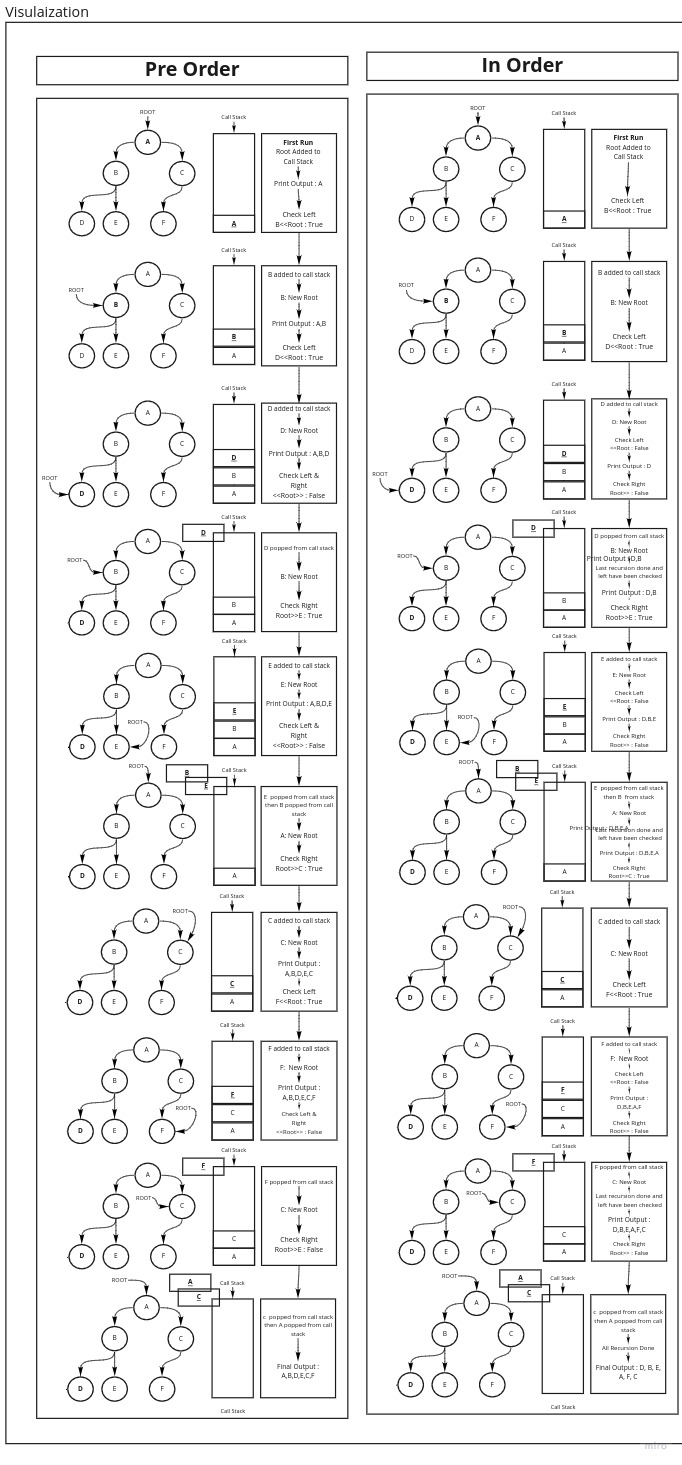 Visulaization
Pre Order
ROOT
A
B
C
D
E
F
Call Stack
A
First Run
Root Added to
Call Stack
Print Output : A
Check Left
B<<Root : True
ROOT
A
B
C
D
E
F
Call Stack
B
A
B added to call stack
B: New Root
Print Output : A,B
Check Left
D<<Root : True
ROOT
A
B
C
D
E
F
Call Stack
D
B
A
D added to call stack
D: New Root
Print Output : A,B,D
Check Left &
Right
<<Root>> : False
ROOT
A
B
C
D
E
F
Call Stack
D
B
A
D popped from call stack
B: New Root
Check Right
Root>>E : True
ROOT
A
B
C
D
E
F
Call Stack
E
B
A
E added to call stack
E: New Root
Print Output : A,B,D,E
Check Left &
Right
<<Root>> : False
ROOT
A
B
C
D
E
F
Call Stack
B
E
A
E popped from call stack
then B popped from call
stack
A: New Root
Check Right
Root>>C : True
ROOT
A
B
C
D
E
F
Call Stack
C
A
C added to call stack
C: New Root
Print Output :
A,B,D,E,C
Check Left
F<<Root : True
ROOT
A
B
C
D
E
F
Call Stack
F
C
A
F added to call stack
F: New Root
Print Output :
A,B,D,E,C,F
Check Left &
Right
<<Root>> : False
ROOT
A
B
C
D
E
F
Call Stack
F
C
A
F popped from call stack
C: New Root
Check Right
Root>>E : False
ROOT
A
B
C
D
E
F
Call Stack
A
C
c popped from call stack
then A popped from call
stack
Final Output :
A,B,D,E,C,F
Call Stack
In Order
ROOT
A
B
C
D
E
F
Call Stack
A
First Run
Root Added to
Call Stack
Check Left
B<<Root : True
ROOT
A
B
C
D
E
F
Call Stack
B
A
B added to call stack
B: New Root
Check Left
D<<Root : True
ROOT
A
B
C
D
E
F
Call Stack
D
B
A
D added to call stack
D: New Root
Check Left
<<Root : False
Print Output : D
Check Right
Root>> : False
ROOT
A
B
C
D
E
F
Call Stack
D
B
A
D popped from call stack
B: New Root
Print Output :D,B
Last recursion done and
left have been checked
Print Output : D,B
Check Right
Root>>E : True
ROOT
A
B
C
D
E
F
Call Stack
E
B
A
E added to call stack
E: New Root
Check Left
<<Root : False
Print Output : D,B,E
Check Right
Root>> : False
ROOT
A
B
C
D
E
F
Call Stack
B
E
A
E popped from call stack
then B from stack
A: New Root
Print Output : D,B,E,A
Last recursion done and
left have been checked
Print Output : D,B,E,A
Check Right
Root>>C : True
ROOT
A
B
C
D
E
F
Call Stack
C
A
C added to call stack
C: New Root
Check Left
F<<Root : True
ROOT
A
B
C
D
E
F
Call Stack
F
C
A
F added to call stack
F: New Root
Check Left
<<Root : False
Print Output :
D,B,E,A,F
Check Right
Root>> : False
ROOT
A
B
C
D
E
F
Call Stack
F
C
A
F popped from call stack
C: New Root
Last recursion done and
left have been checked
Print Output :
D,B,E,A,F,C
Check Right
Root>> : False
ROOT
A
B
C
D
E
F
Call Stack
A
C
c popped from call stack
then A popped from call
stack
All Recursion Done
Final Output : D, B, E,
A, F, C
Call Stack
miro